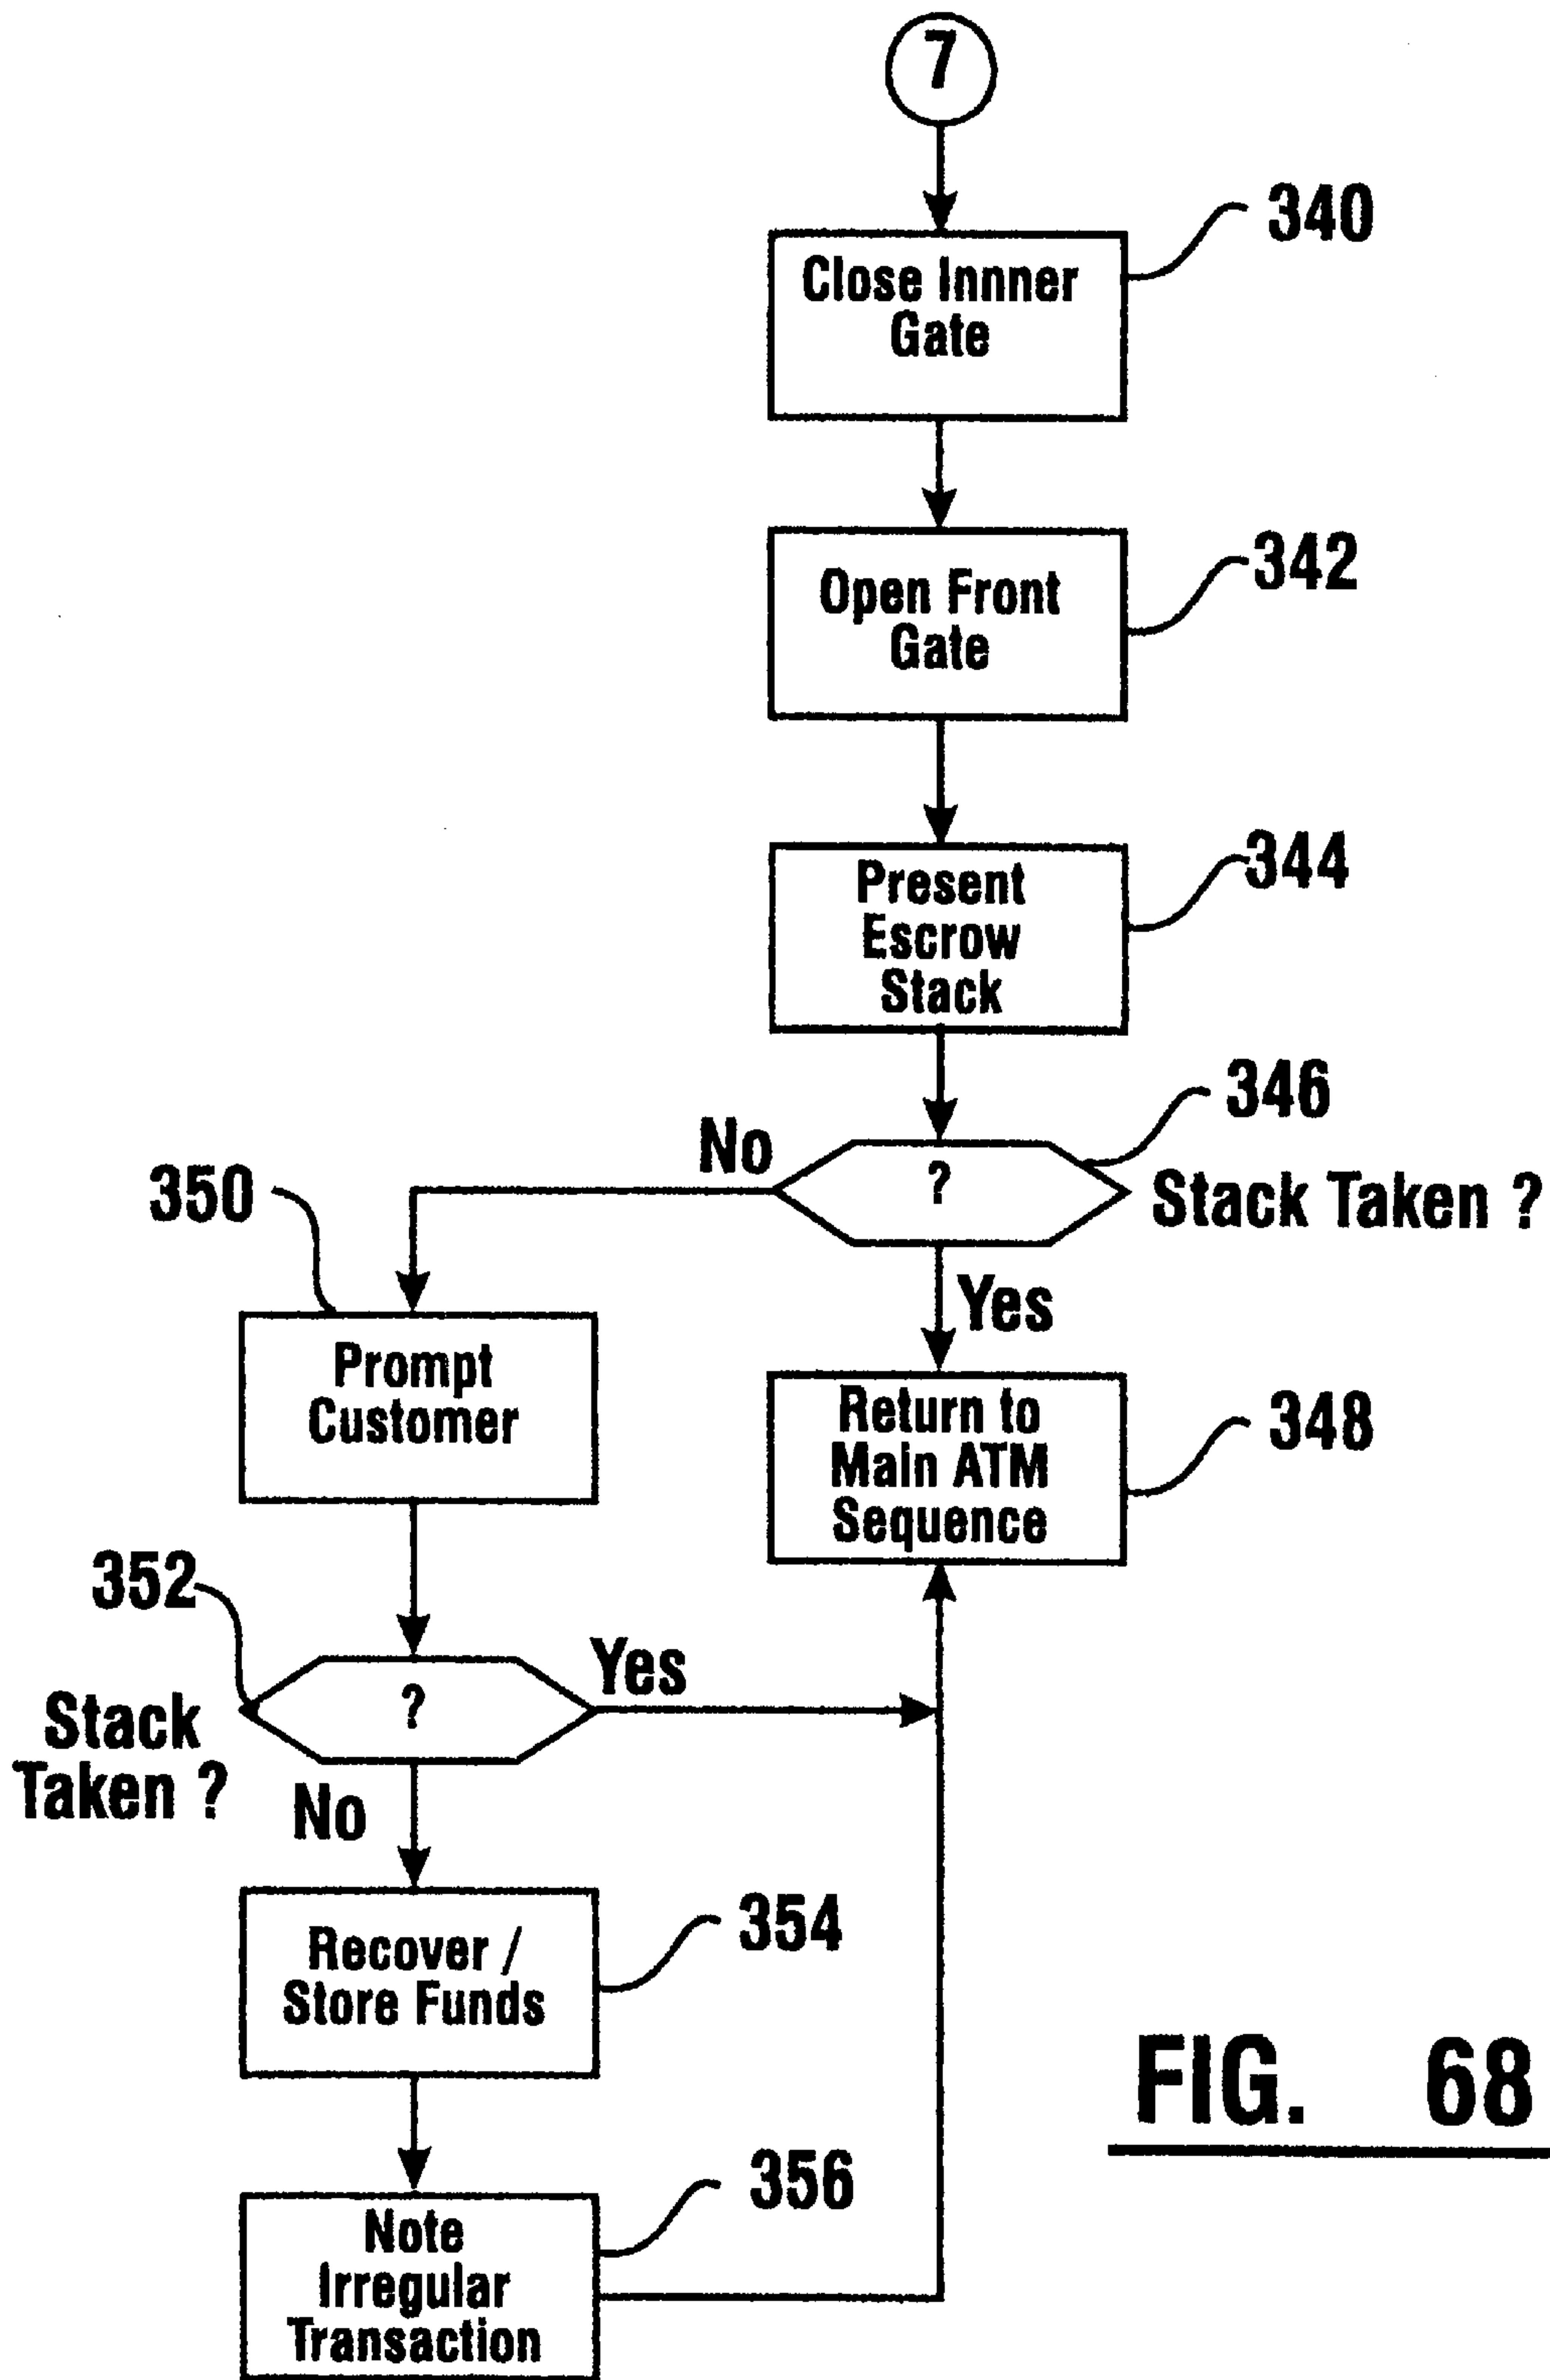 7
340
Close Innner
Gate
342
Open Front
Gate
344
Present
Escrow
Stack
346
No
?
Stack Taken ?
350
Yes
Prompt
Customer
Return to
Main ATM
Sequence
348
352
Yes
?
Stack
Taken ?
No
354
Recover /
Store Funds
FIG. 68
356
Note
Irregular
Transaction